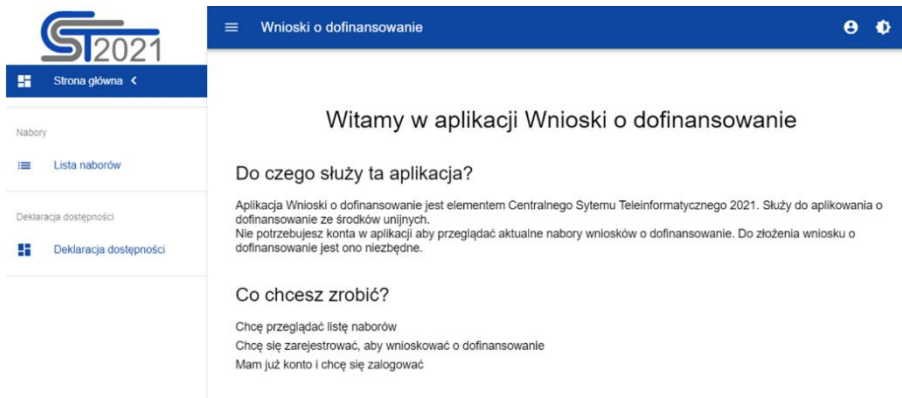 ST2021
Wnioski o dofinansowanie
Strona główna
Nabory
Lista naborów
Deklaracja dostępności
Deklaracja dostępności
Witamy w aplikacji Wnioski o dofinansowanie
Do czego służy ta aplikacja?
Aplikacja Wnioski o dofinansowanie jest elementem Centralnego Sytemu Teleinformatycznego 2021. Służy do aplikowania o
dofinansowanie ze środków unijnych.
Nie potrzebujesz konta w aplikacji aby przeglądać aktualne nabory wniosków o dofinansowanie. Do złożenia wniosku o
dofinansowanie jest ono niezbędne.
Co chcesz zrobić?
Chcę przeglądać listę naborów
Chcę się zarejestrować, aby wnioskować o dofinansowanie
Mam już konto i chcę się zalogować